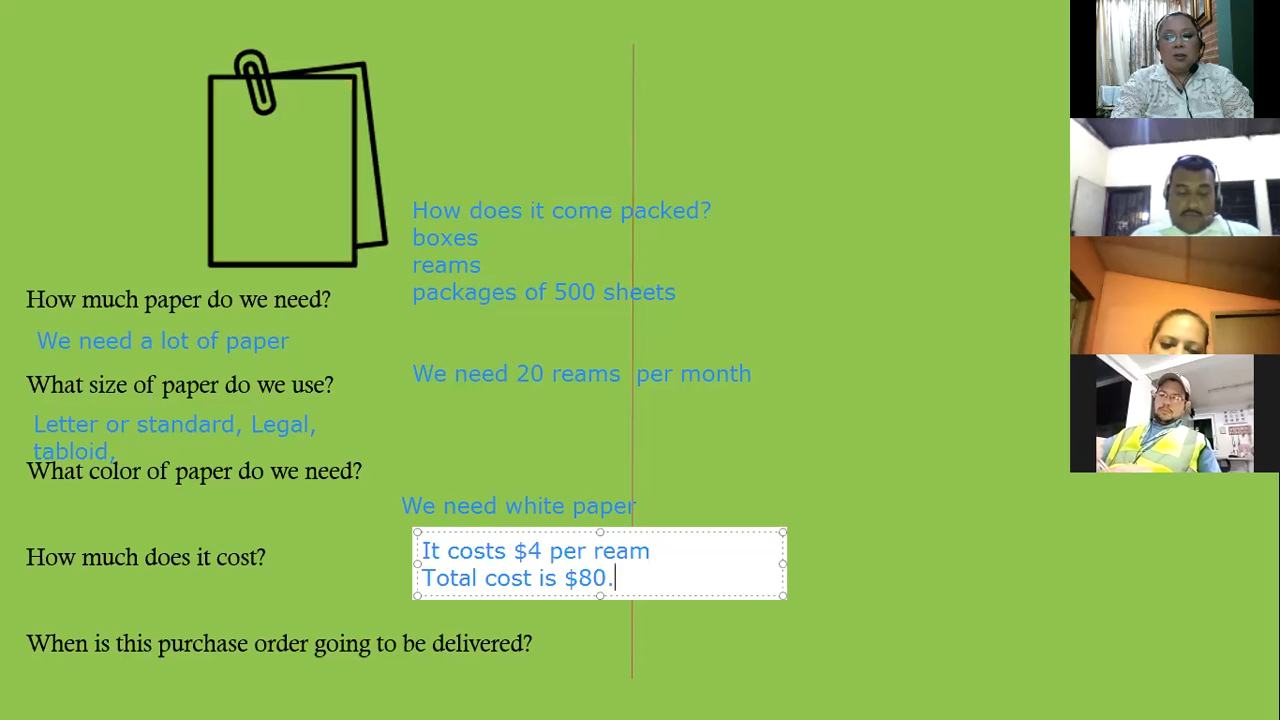 How does it come packed?
boxes
reams
packages of 500 sheets
How much paper do we need?
We need a lot of paper
What size of paper do we use?
We need 20 reams  per month
Letter or standard, Legal,
tabloid,
What color of paper do we need?
We need white paper
How much does it cost?
It costs $4 per ream
Total cost is $80.
When is this purchase order going to be delivered?